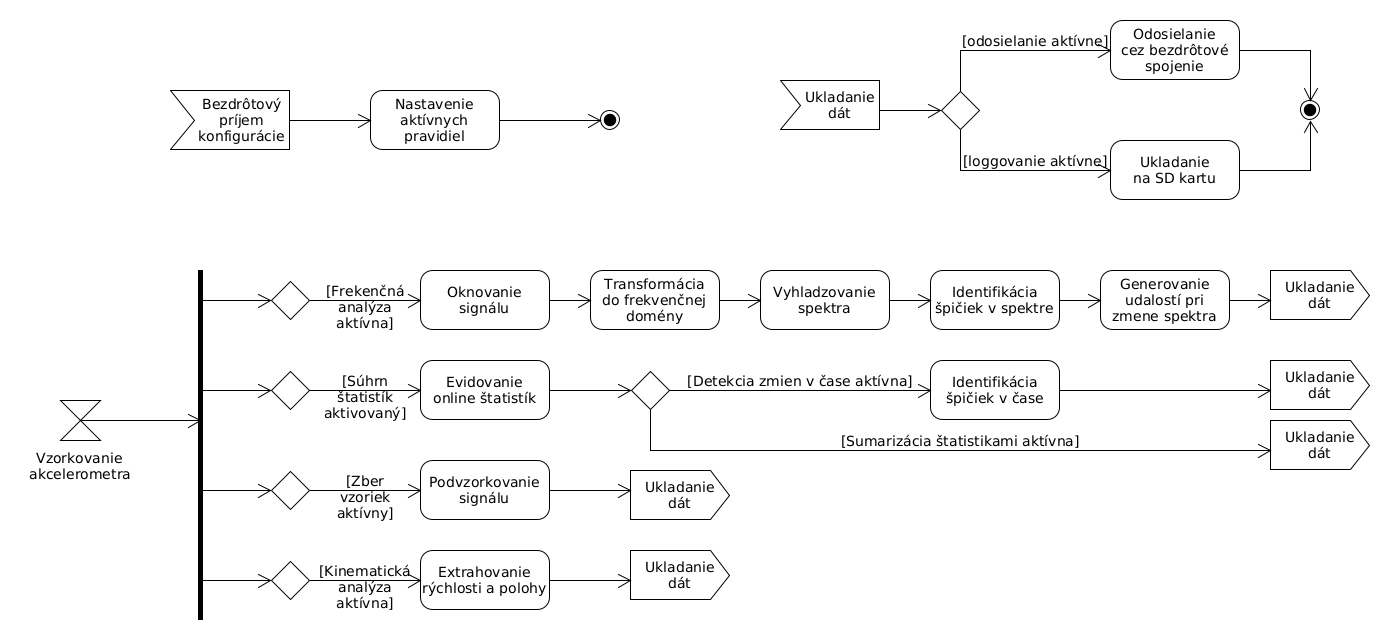 Bezdrôtový
príjem
konfigurácie
Nastavenie
aktívnych
pravidiel
Ukladanie
dát
[odosielanie aktívne]
Odosielanie
cez bezdrôtové
spojenie
[loggovanie aktívne]
Ukladanie
na SD kartu
Vzorkovanie
akcelerometra
[Frekenčná
analýza
aktívna]
Oknovanie
signálu
Transformácia
do frekvenčnej
domény
Vyhladzovanie
spektra
Identifikácia
špičiek v spektre
Generovanie
udalostí pri
zmene spektra
Ukladanie
dát
[Súhrn
štatistík
aktivovaný]
Evidovanie
online štatistík
[Detekcia zmien v čase aktívna]
Identifikácia
špičiek v čase
Ukladanie
dát
[Sumarizácia štatistikami aktívna]
Ukladanie
dát
[Zber
vzoriek
aktívny]
Podvzorkovanie
signálu
Ukladanie
dát
[Kinematická
analýza
aktívna]
Extrahovanie
rýchlosti a polohy
Ukladanie
dát